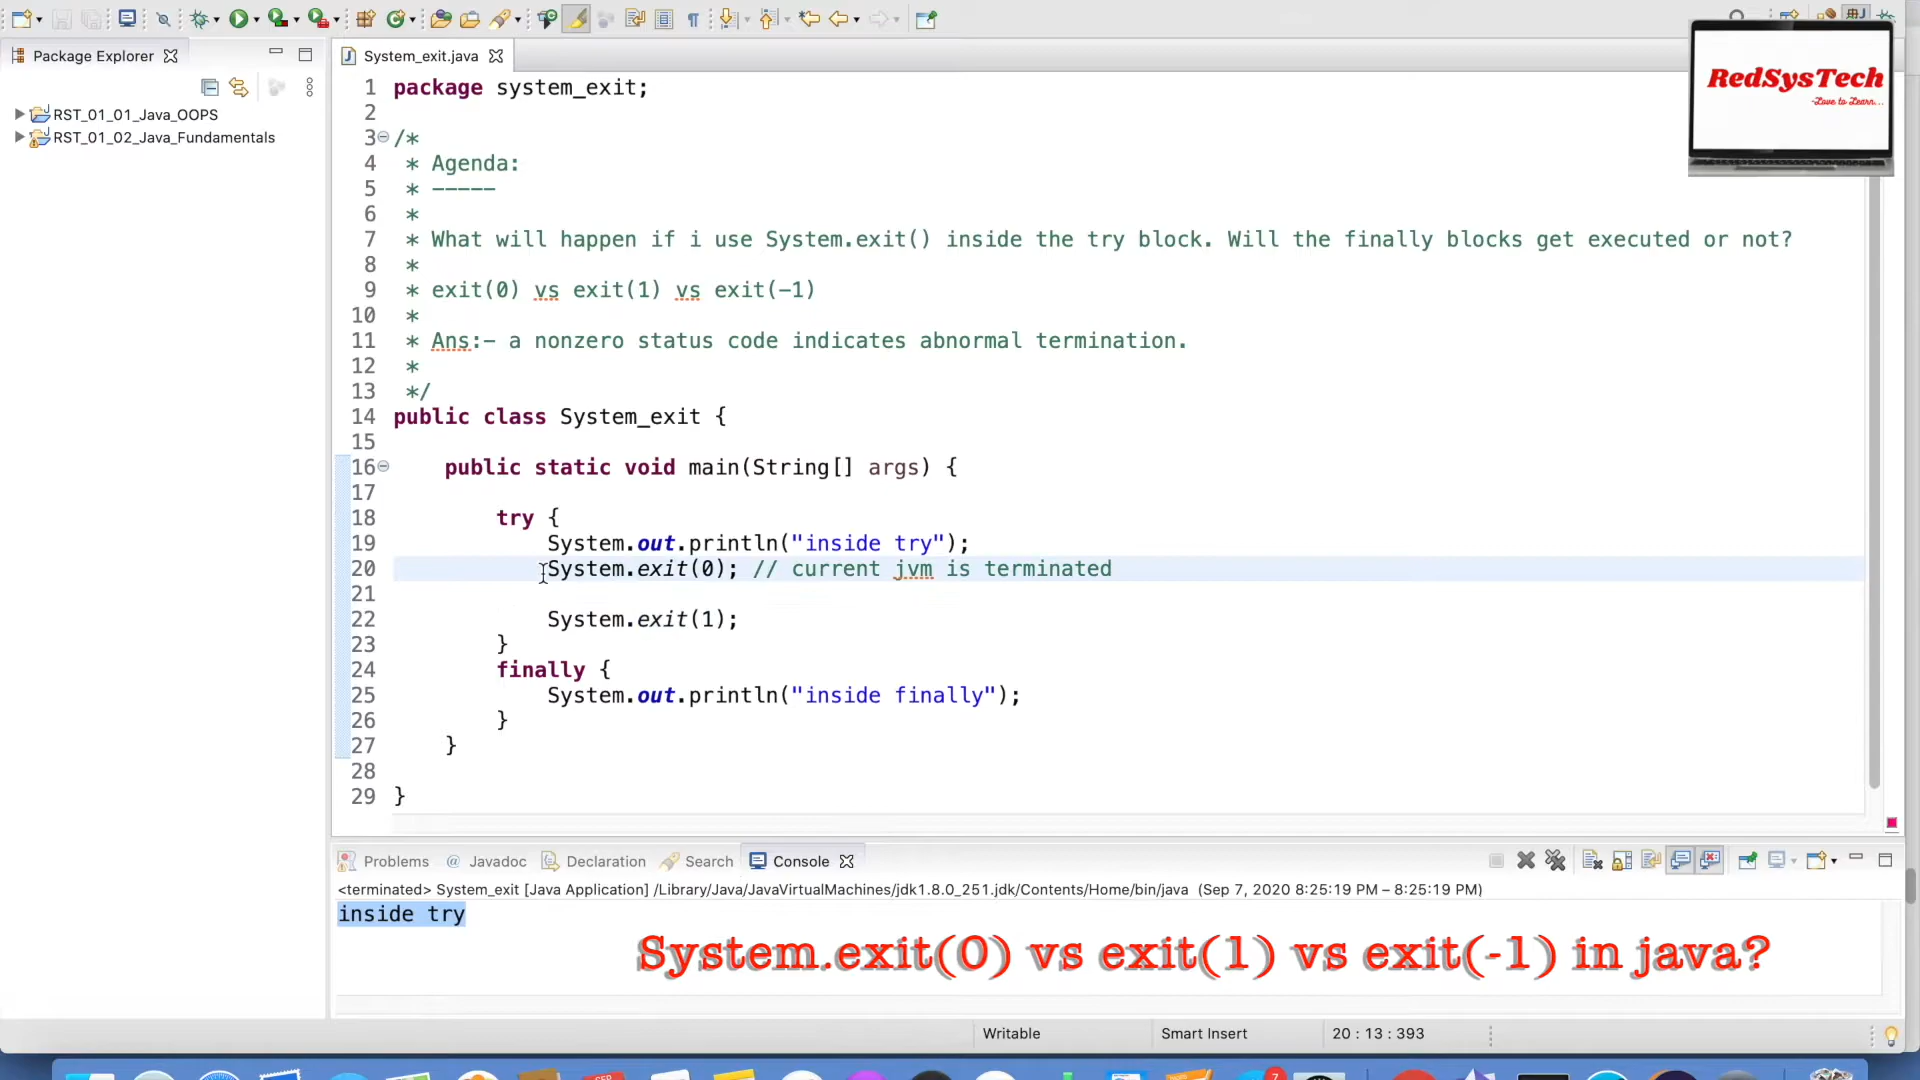 RedSysTech
-Love to Learn...
Package Explorer
System_exit.java
RST_01_01_Java_OOPS
RST_01_02_Java_Fundamentals
1 package system_exit;
2
3 /*
4 * Agenda:
5 * -----
6 *
7 * What will happen if i use System.exit() inside the try block. Will the finally blocks get executed or not?
8 *
9 * exit(0) vs exit(1) vs exit(-1)
10 *
11 * Ans:- a nonzero status code indicates abnormal termination.
12 *
13 */
14 public class System_exit {
15
16 public static void main(String[] args) {
17
18 try {
19 System.out.println("inside try");
20 System.exit(0); // current jvm is terminated
21
22 System.exit(1);
23 }
24 finally {
25 System.out.println("inside finally");
26 }
27 }
28
29 }
Problems @ Javadoc Declaration Search Console
<terminated> System_exit [Java Application] /Library/Java/JavaVirtualMachines/jdk1.8.0_251.jdk/Contents/Home/bin/java (Sep 7, 2020 8:25:19 PM – 8:25:19 PM)
inside try
System.exit(0) vs exit(1) vs exit(-1) in java?
Writable Smart Insert 20 : 13 : 393
SEP 7